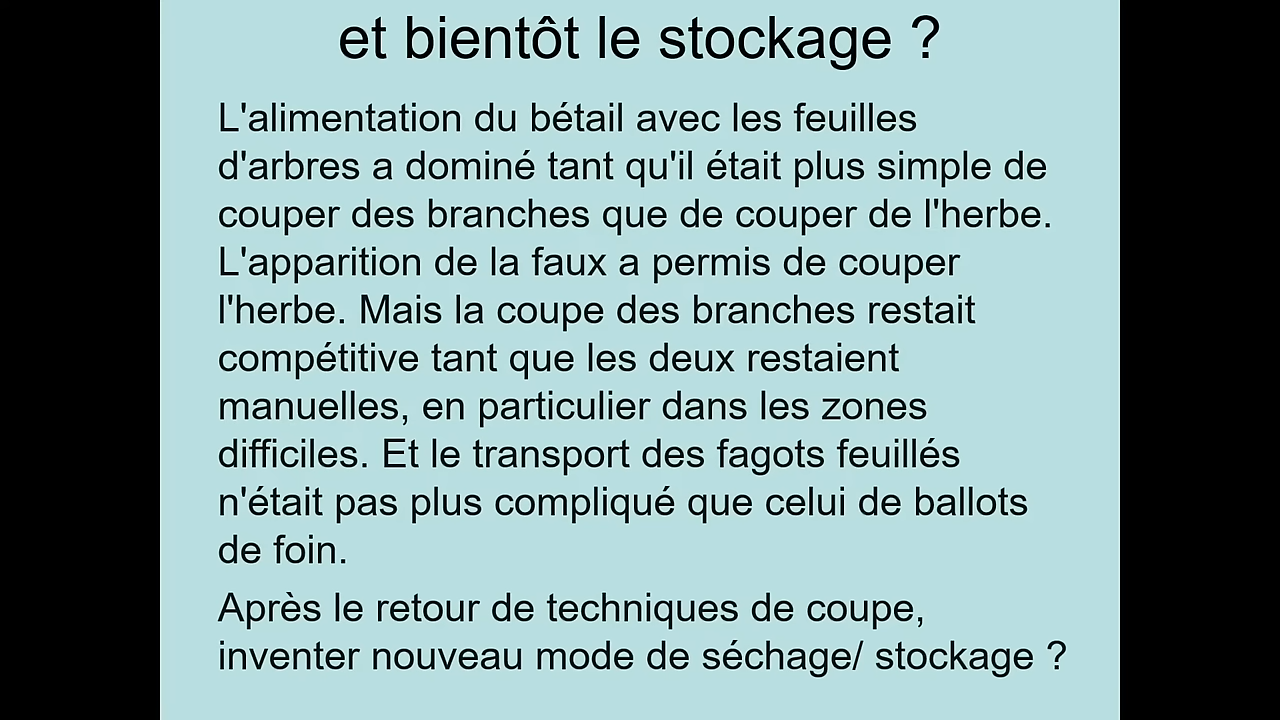 et bientôt le stockage ?
L'alimentation du bétail avec les feuilles
d'arbres a dominé tant qu'il était plus simple de
couper des branches que de couper de l'herbe.
L'apparition de la faux a permis de couper
l'herbe. Mais la coupe des branches restait
compétitive tant que les deux restaient
manuelles, en particulier dans les zones
difficiles. Et le transport des fagots feuillés
n'était pas plus compliqué que celui de ballots
de foin.
Après le retour de techniques de coupe,
inventer nouveau mode de séchage/ stockage ?